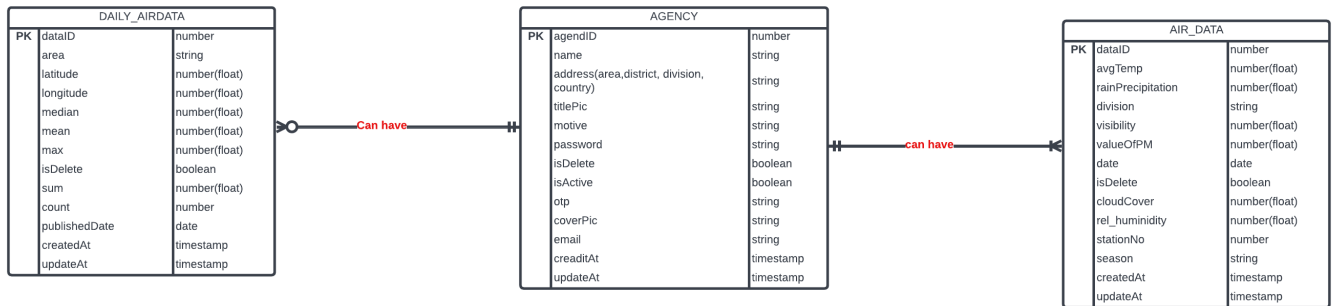 DAILY_AIRDATA
PK dataID number
area string
latitude number(float)
longitude number(float)
median number(float)
mean number(float)
max number(float)
isDelete boolean
sum number(float)
count number
publishedDate date
createdAt timestamp
updateAt timestamp
Can have
AGENCY
PK agendID number
name string
address(area,district, division,
country) string
titlePic string
motive string
password string
isDelete boolean
isActive boolean
otp string
coverPic string
email string
creaditAt timestamp
updateAt timestamp
can have
AIR_DATA
PK dataID number
avgTemp number(float)
rainPrecipitation number(float)
division string
visibility number(float)
valueOfPM number(float)
date date
isDelete boolean
cloudCover number(float)
rel_huminidity number(float)
stationNo number
season string
createdAt timestamp
updateAt timestamp